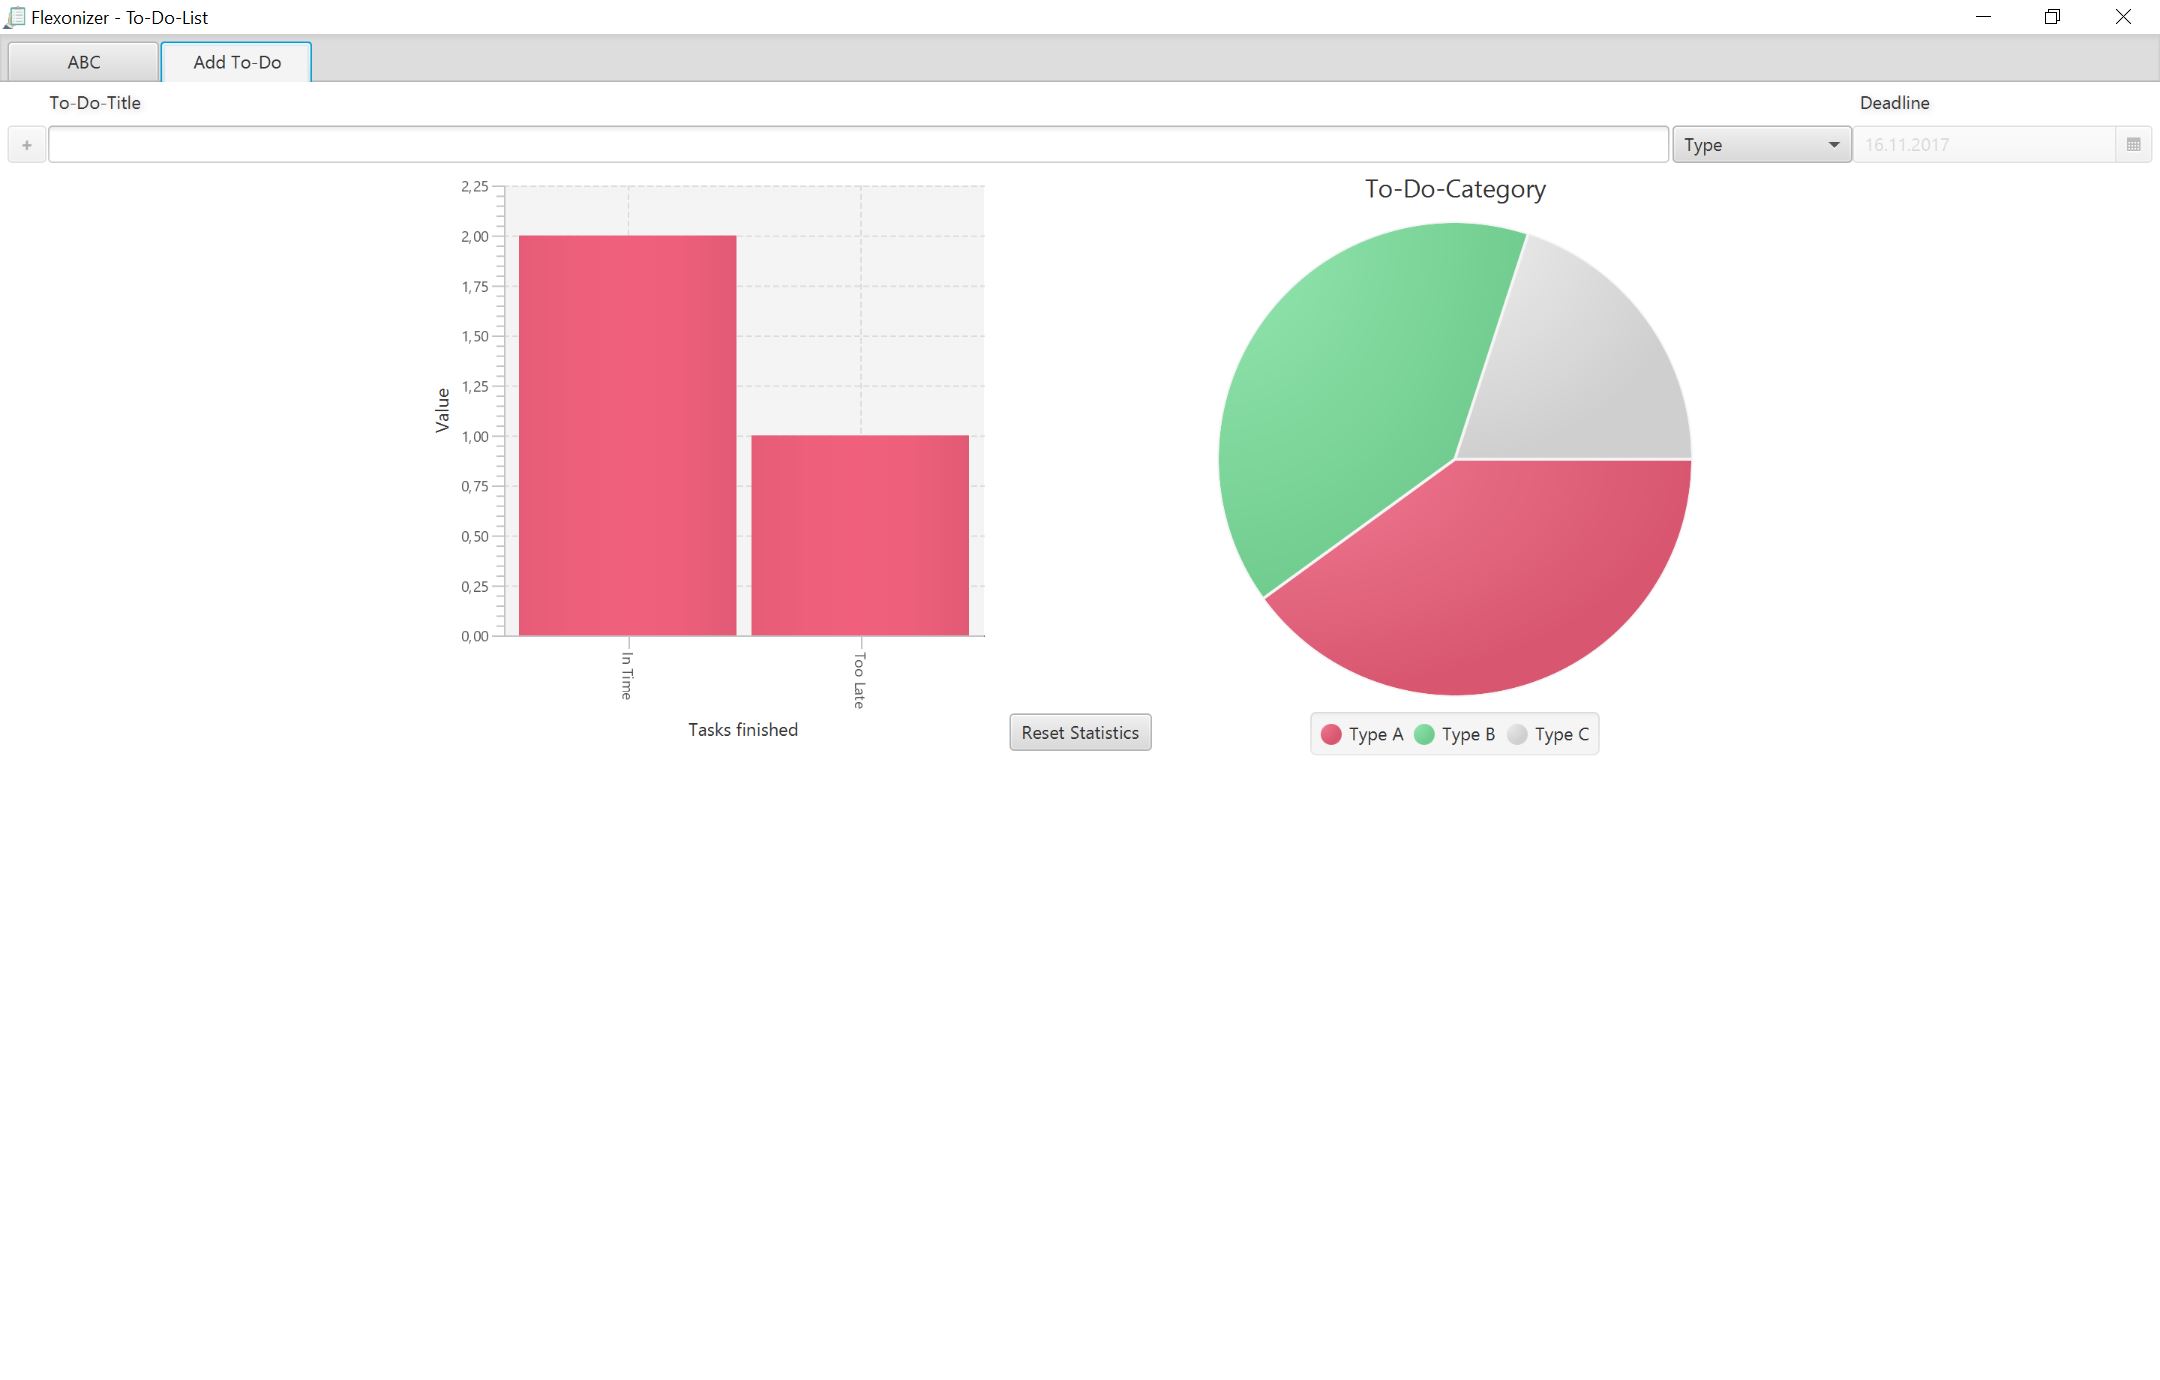 Flexonizer - To-Do-List
ABC
Add To-Do
To-Do-Title
Deadline
+
Type
16.11.2017
2,25
2,00
1,75
1,50
1,25
1,00
0,75
0,50
0,25
0,00
Value
In Time
Too Late
Tasks finished
Reset Statistics
To-Do-Category
Type A
Type B
Type C